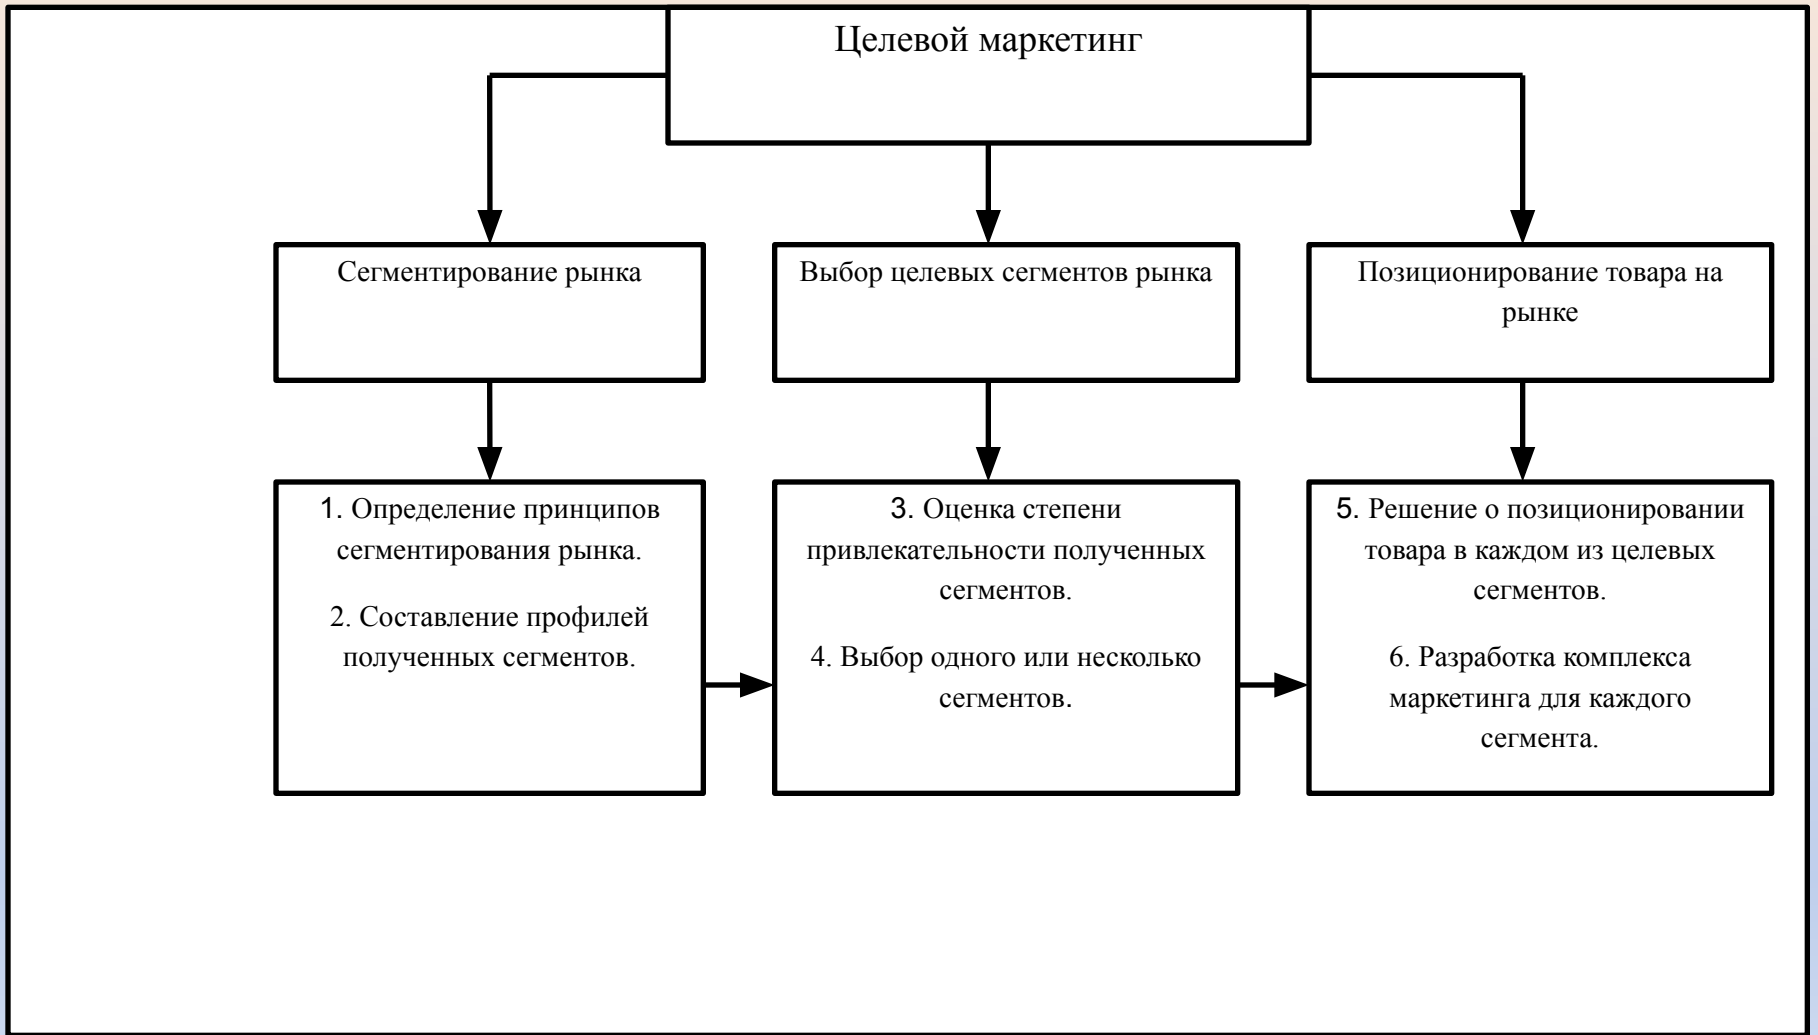 Целевой маркетинг
Сегментирование рынка
Выбор целевых сегментов рынка
Позиционирование товара на
рынке
1. Определение принципов
сегментирования рынка.
2. Составление профилей
полученных сегментов.
3. Оценка степени
привлекательности полученных
сегментов.
4. Выбор одного или несколько
сегментов.
5. Решение о позиционировании
товара в каждом из целевых
сегментов.
6. Разработка комплекса
маркетинга для каждого
сегмента.